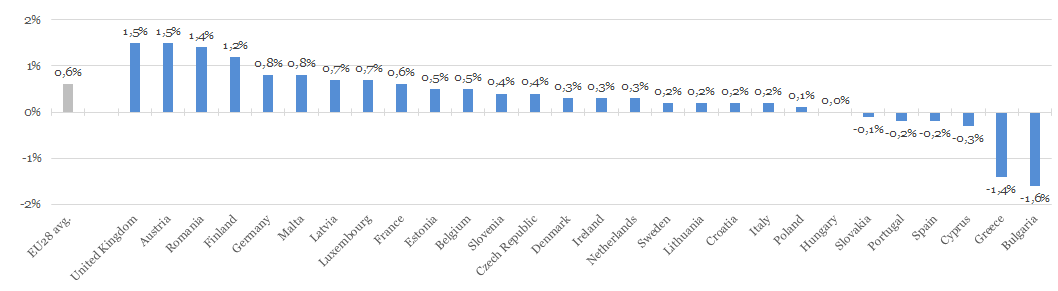 2%
1%
0%
-1%
-2%
0,6%
1,5%
1,5%
1,4%
1,2%
0,8%
0,8%
0,7%
0,7%
0,6%
0,5%
0,5%
0,4%
0,4%
0,3%
0,3%
0,3%
0,2%
0,2%
0,2%
0,2%
0,1%
0,0%
-0,1%
-0,2%
-0,2%
-0,3%
-1,4%
-1,6%
EU28 avg.
United Kingdom
Austria
Romania
Finland
Germany
Malta
Latvia
Luxembourg
France
Estonia
Belgium
Slovenia
Czech Republic
Denmark
Ireland
Netherlands
Sweden
Lithuania
Croatia
Italy
Poland
Hungary
Slovakia
Portugal
Spain
Cyprus
Greece
Bulgaria